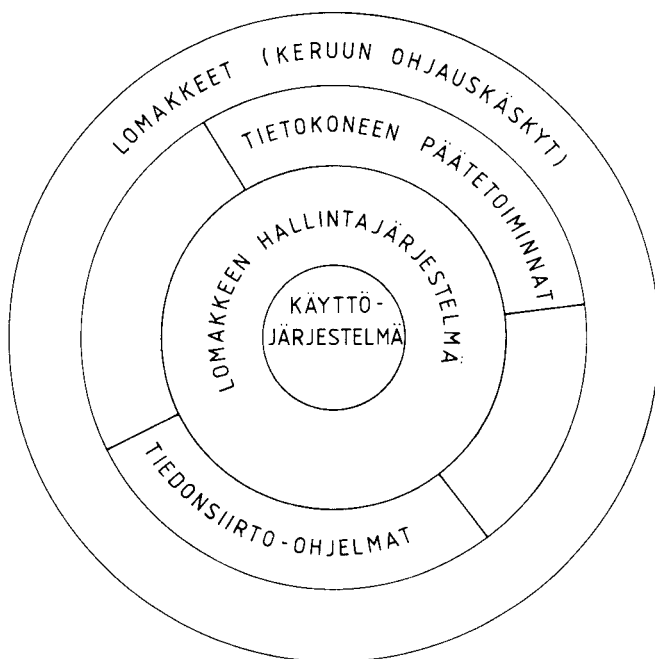 LOMAKKEET (KERUUN OHJAUSKÄSKYT)
TIETOKONEEN PÄÄTETOIMINNAT
LOMAKKEEN HALLINTAJÄRJESTELMÄ
KÄYTTÖ-
JÄRJESTELMÄ
TIEDONSIIRTO-OHJELMAT